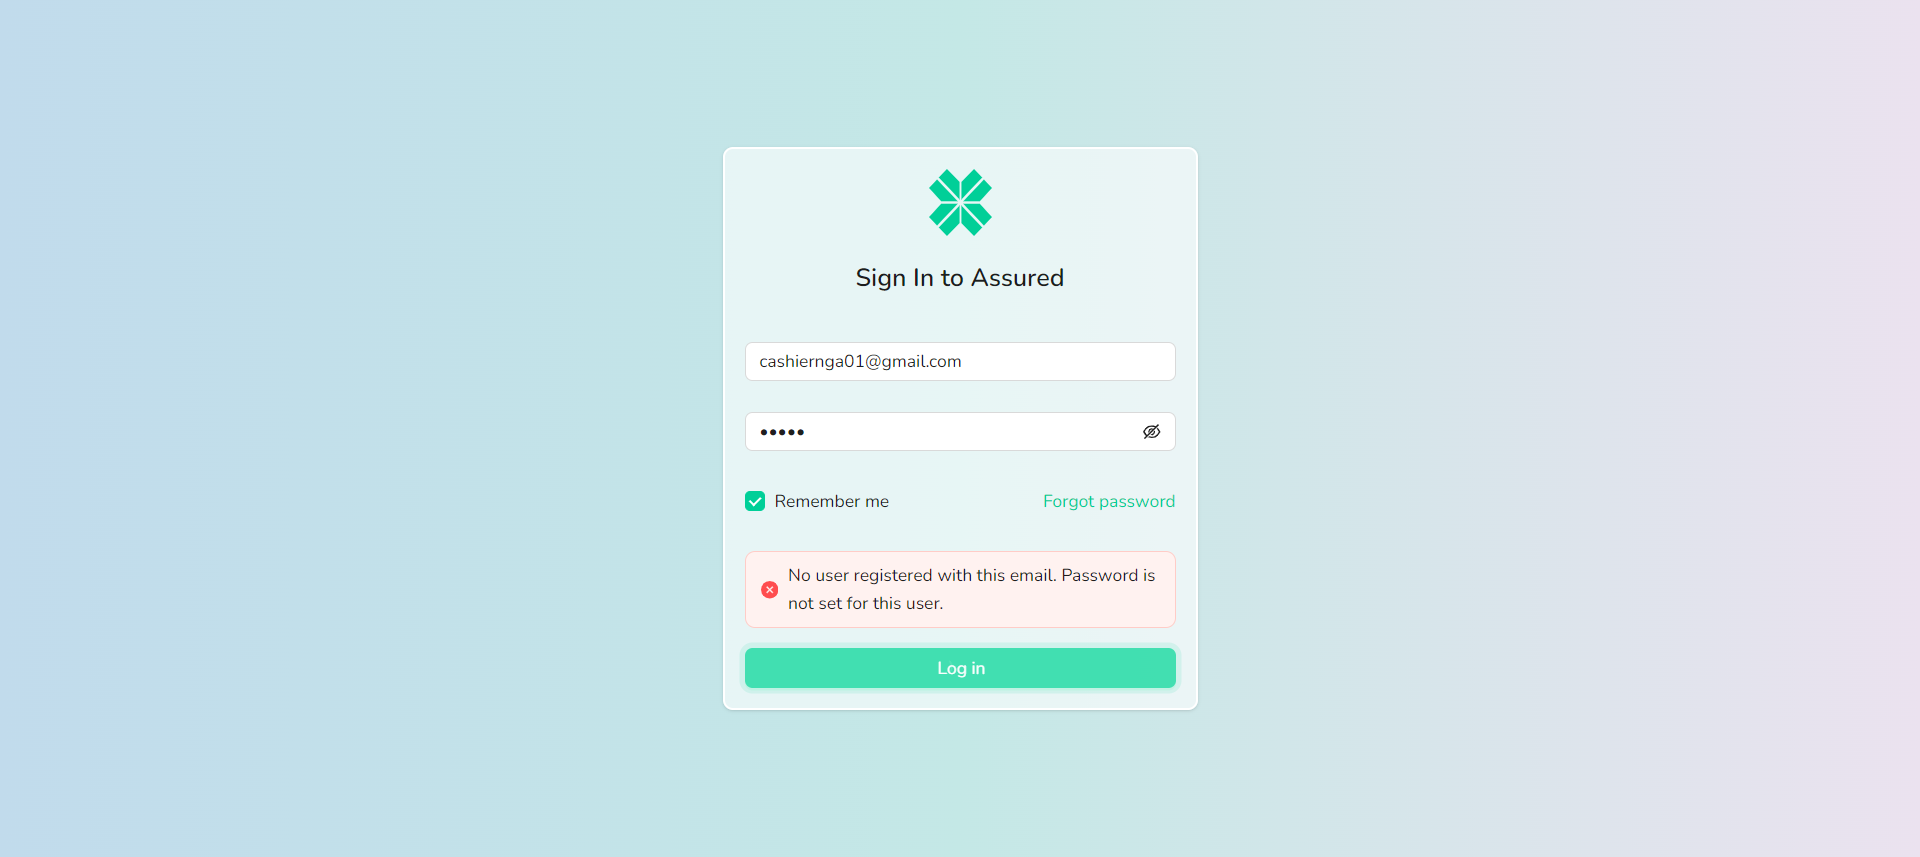 Sign In to Assured
cashiernga01@gmail.com
•••••
Remember me
Forgot password
No user registered with this email. Password is
not set for this user.
Log in